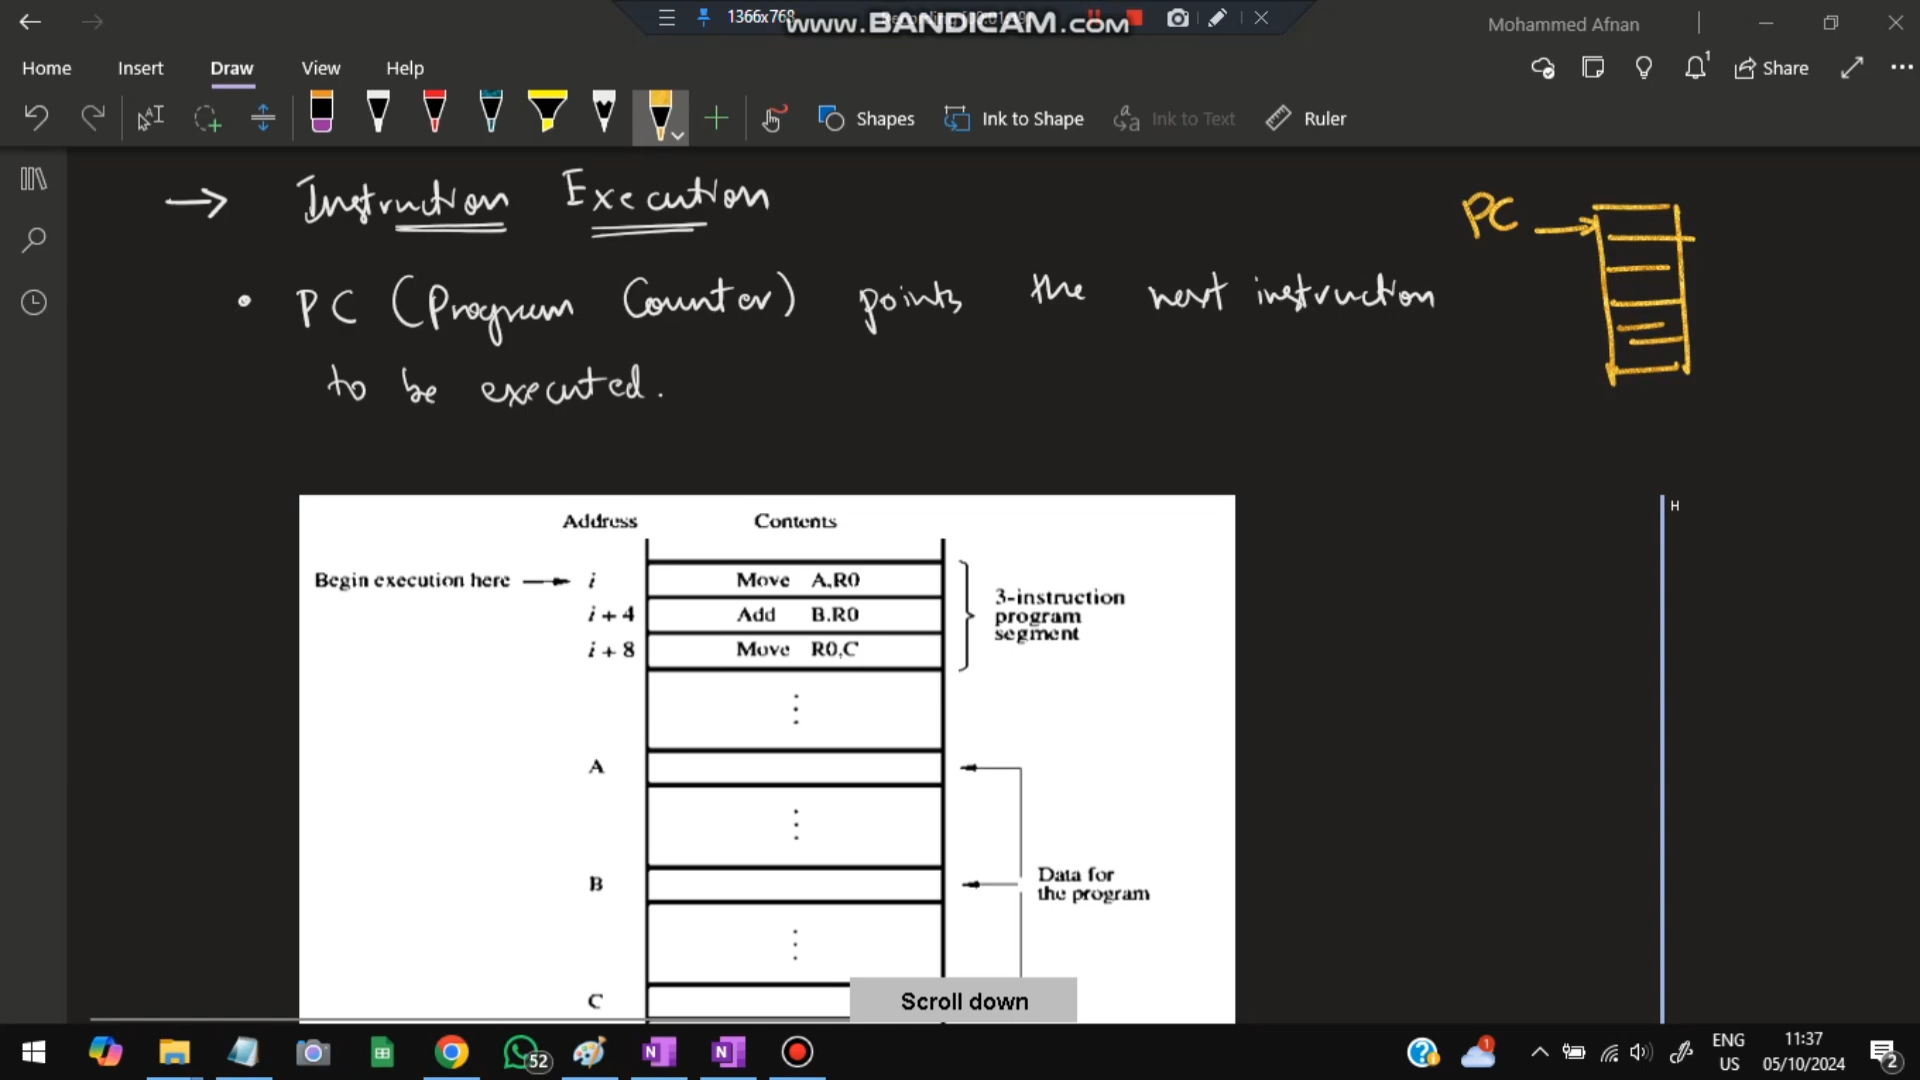 1366x768
www.BANDICAM.com
Mohammed Afnan
Home Insert Draw View Help
1
Share
Shapes
Ink to Shape
Ink to Text
Ruler
→ Instruction Execution
PC
• PC (Program Counter) points the next instruction
to be executed.
H
Address Contents
Begin execution here i Move A,R0
i + 4 Add B,R0
i + 8 Move R0,C
3-instruction
program
segment
A
B
Data for
the program
C
Scroll down
52
1
ENG
US
11:37
05/10/2024
2